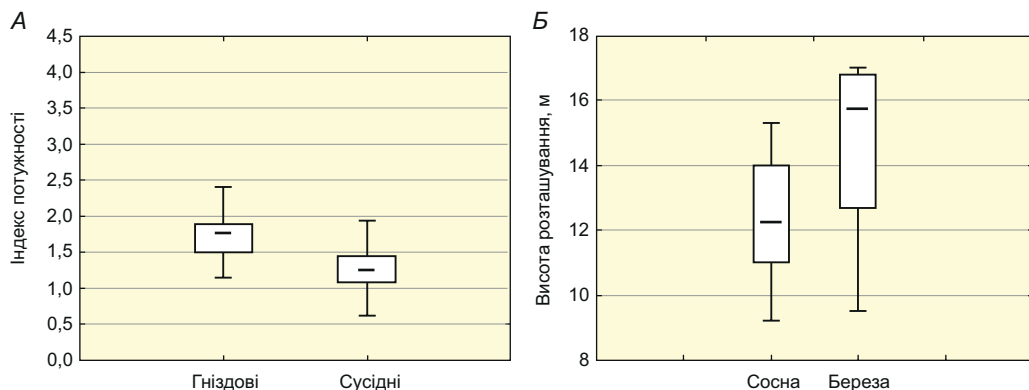 А
Індекс потужності
4,5
4,0
3,5
3,0
2,5
2,0
1,5
1,0
0,5
0,0
Гніздові Сусідні
Б
Висота розташування, м
18
16
14
12
10
8
Сосна Береза